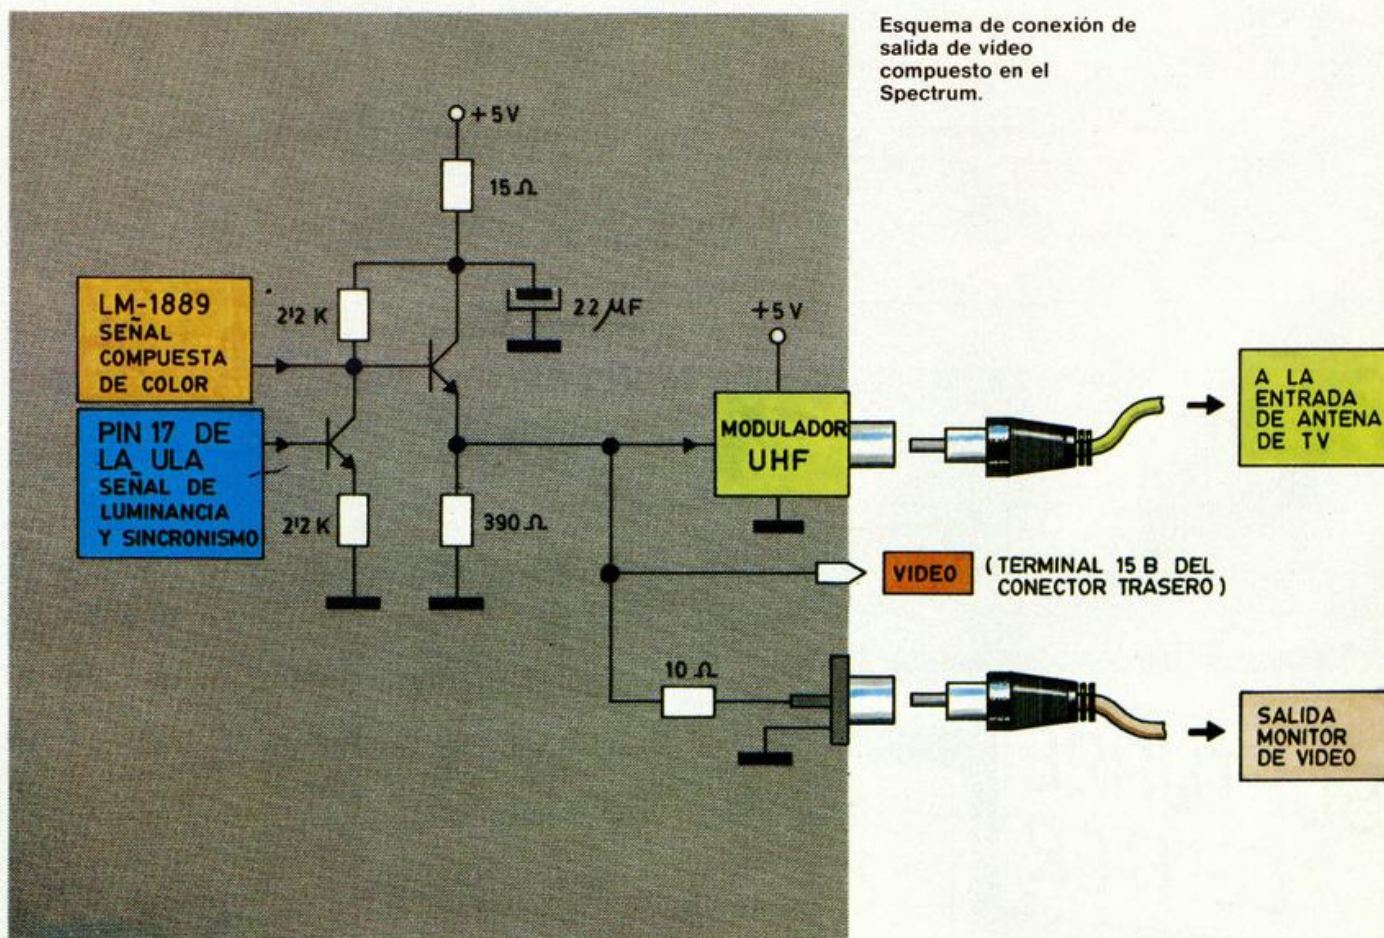 Esquema de conexión de
salida de vídeo
compuesto en el
Spectrum.
+5V
15Ω
2'2 K
22 μF
LM-1889
SEÑAL
COMPUESTA
DE COLOR
PIN 17 DE
LA ULA
SEÑAL DE
LUMINANCIA
Y SINCRONISMO
2'2 K
390 Ω
+5V
MODULADOR
UHF
A LA
ENTRADA
DE ANTENA
DE TV
VIDEO
(TERMINAL 15 B DEL
CONECTOR TRASERO)
10 Ω
SALIDA
MONITOR
DE VIDEO